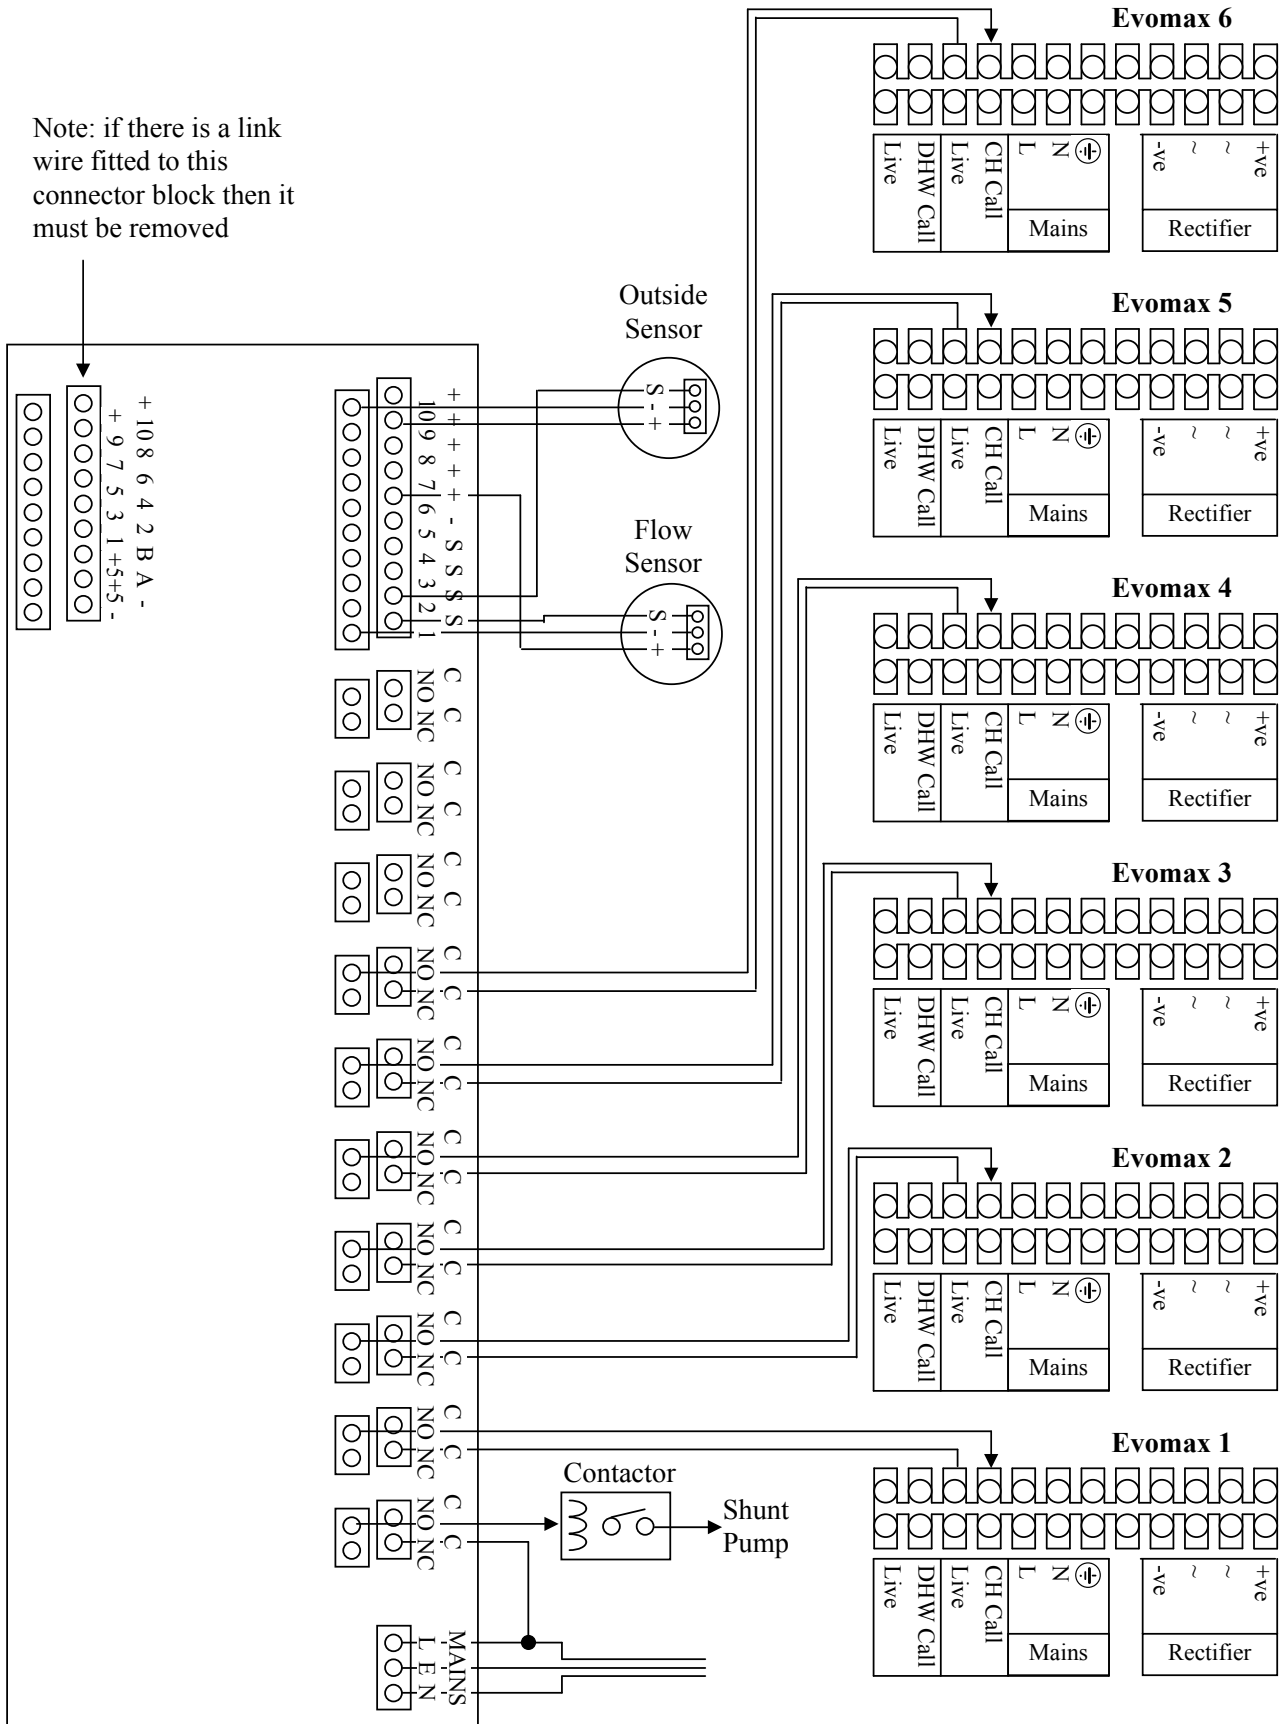 Evomax 6
Live
DHW Call
Live
CH Call
L
N
Mains
-ve
~
~
+ve
Rectifier
Note: if there is a link
wire fitted to this
connector block then it
must be removed
Evomax 5
Live
DHW Call
Live
CH Call
L
N
Mains
-ve
~
~
+ve
Rectifier
Outside
Sensor
S - +
Flow
Sensor
S - +
+ 10 8 6 4 2 B A -
+ 9 7 5 3 1 +5 +5 -
+ + + + + - S S S S
10 9 8 7 6 5 4 3 2 1
Evomax 4
Live
DHW Call
Live
CH Call
L
N
Mains
-ve
~
~
+ve
Rectifier
C C
NO NC
C C
NO NC
C C
NO NC
Evomax 3
Live
DHW Call
Live
CH Call
L
N
Mains
-ve
~
~
+ve
Rectifier
C C
NO NC
C C
NO NC
C C
NO NC
Evomax 2
Live
DHW Call
Live
CH Call
L
N
Mains
-ve
~
~
+ve
Rectifier
C C
NO NC
C C
NO NC
C C
NO NC
Evomax 1
Live
DHW Call
Live
CH Call
L
N
Mains
-ve
~
~
+ve
Rectifier
Contactor
Shunt
Pump
C C
NO NC
MAINS
L E N